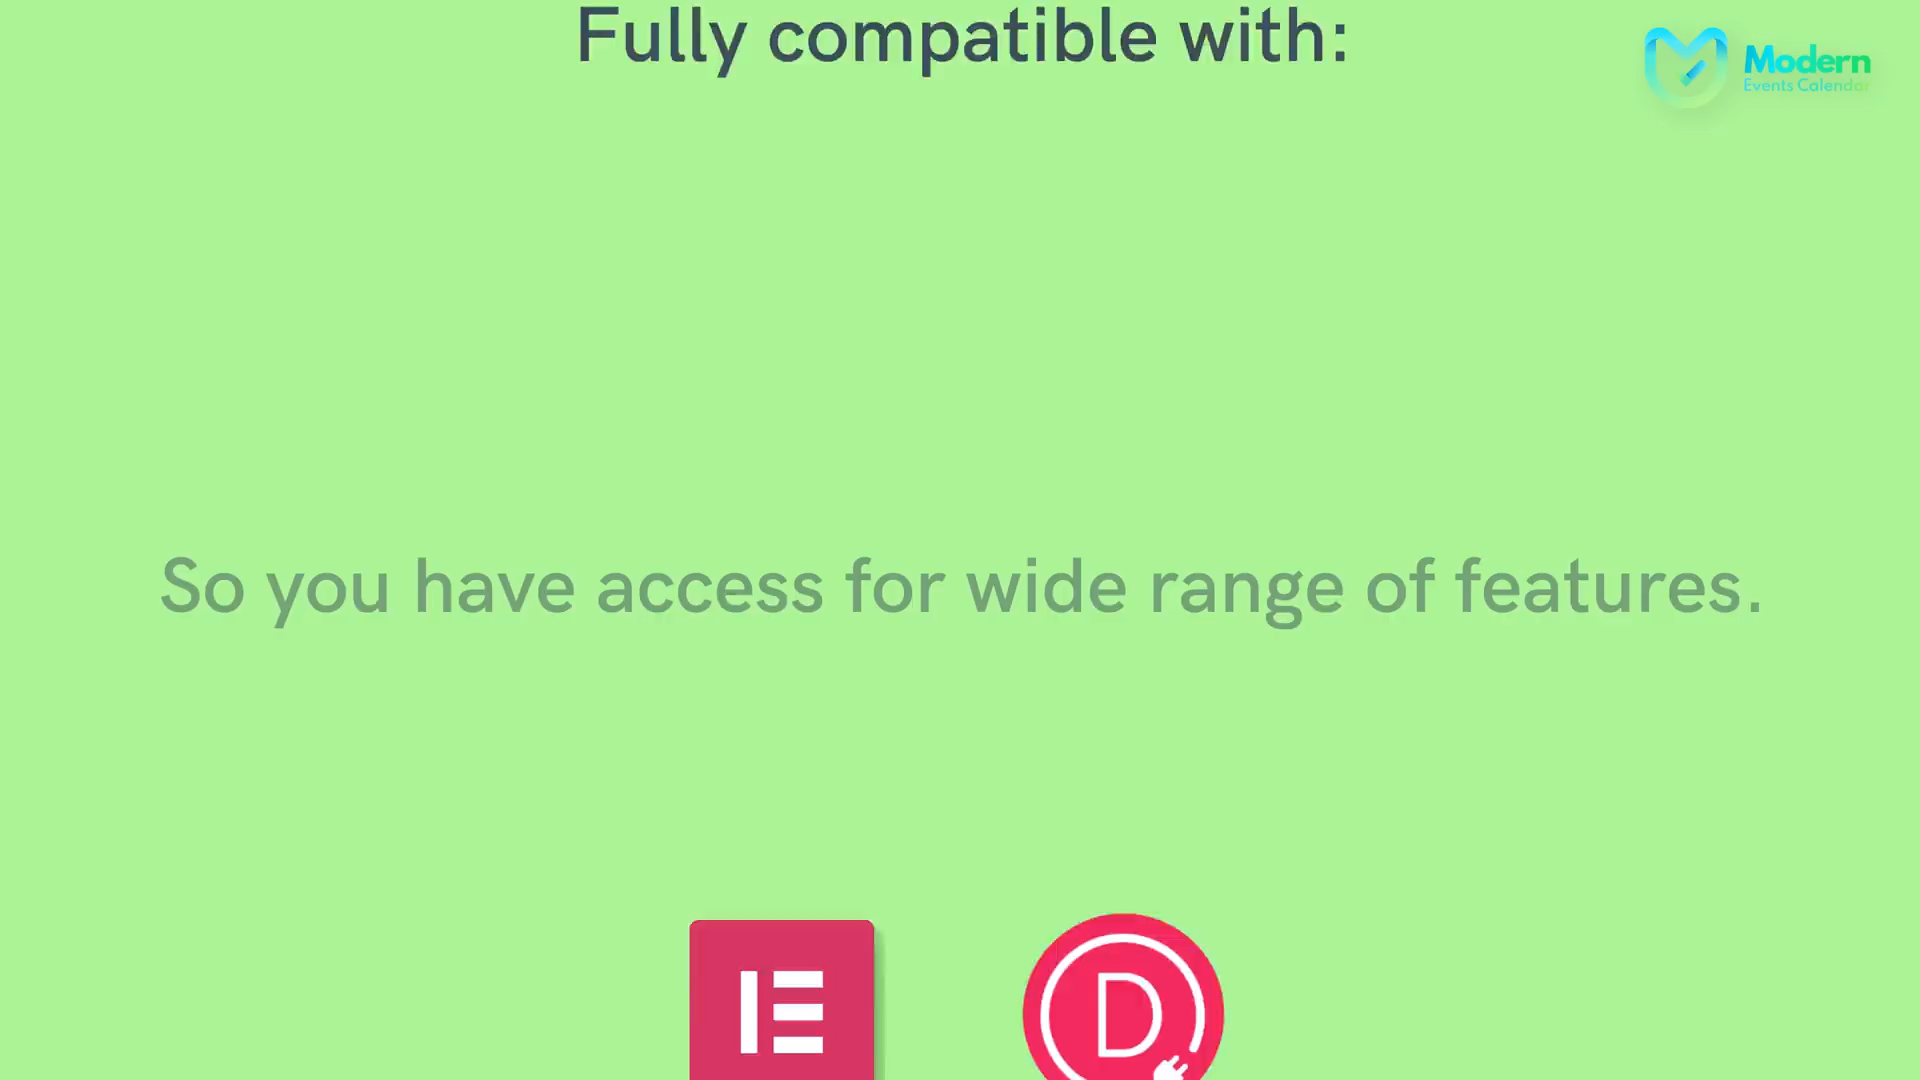 Fully compatible with:
Modern
Events Calendar
So you have access for wide range of features.
D